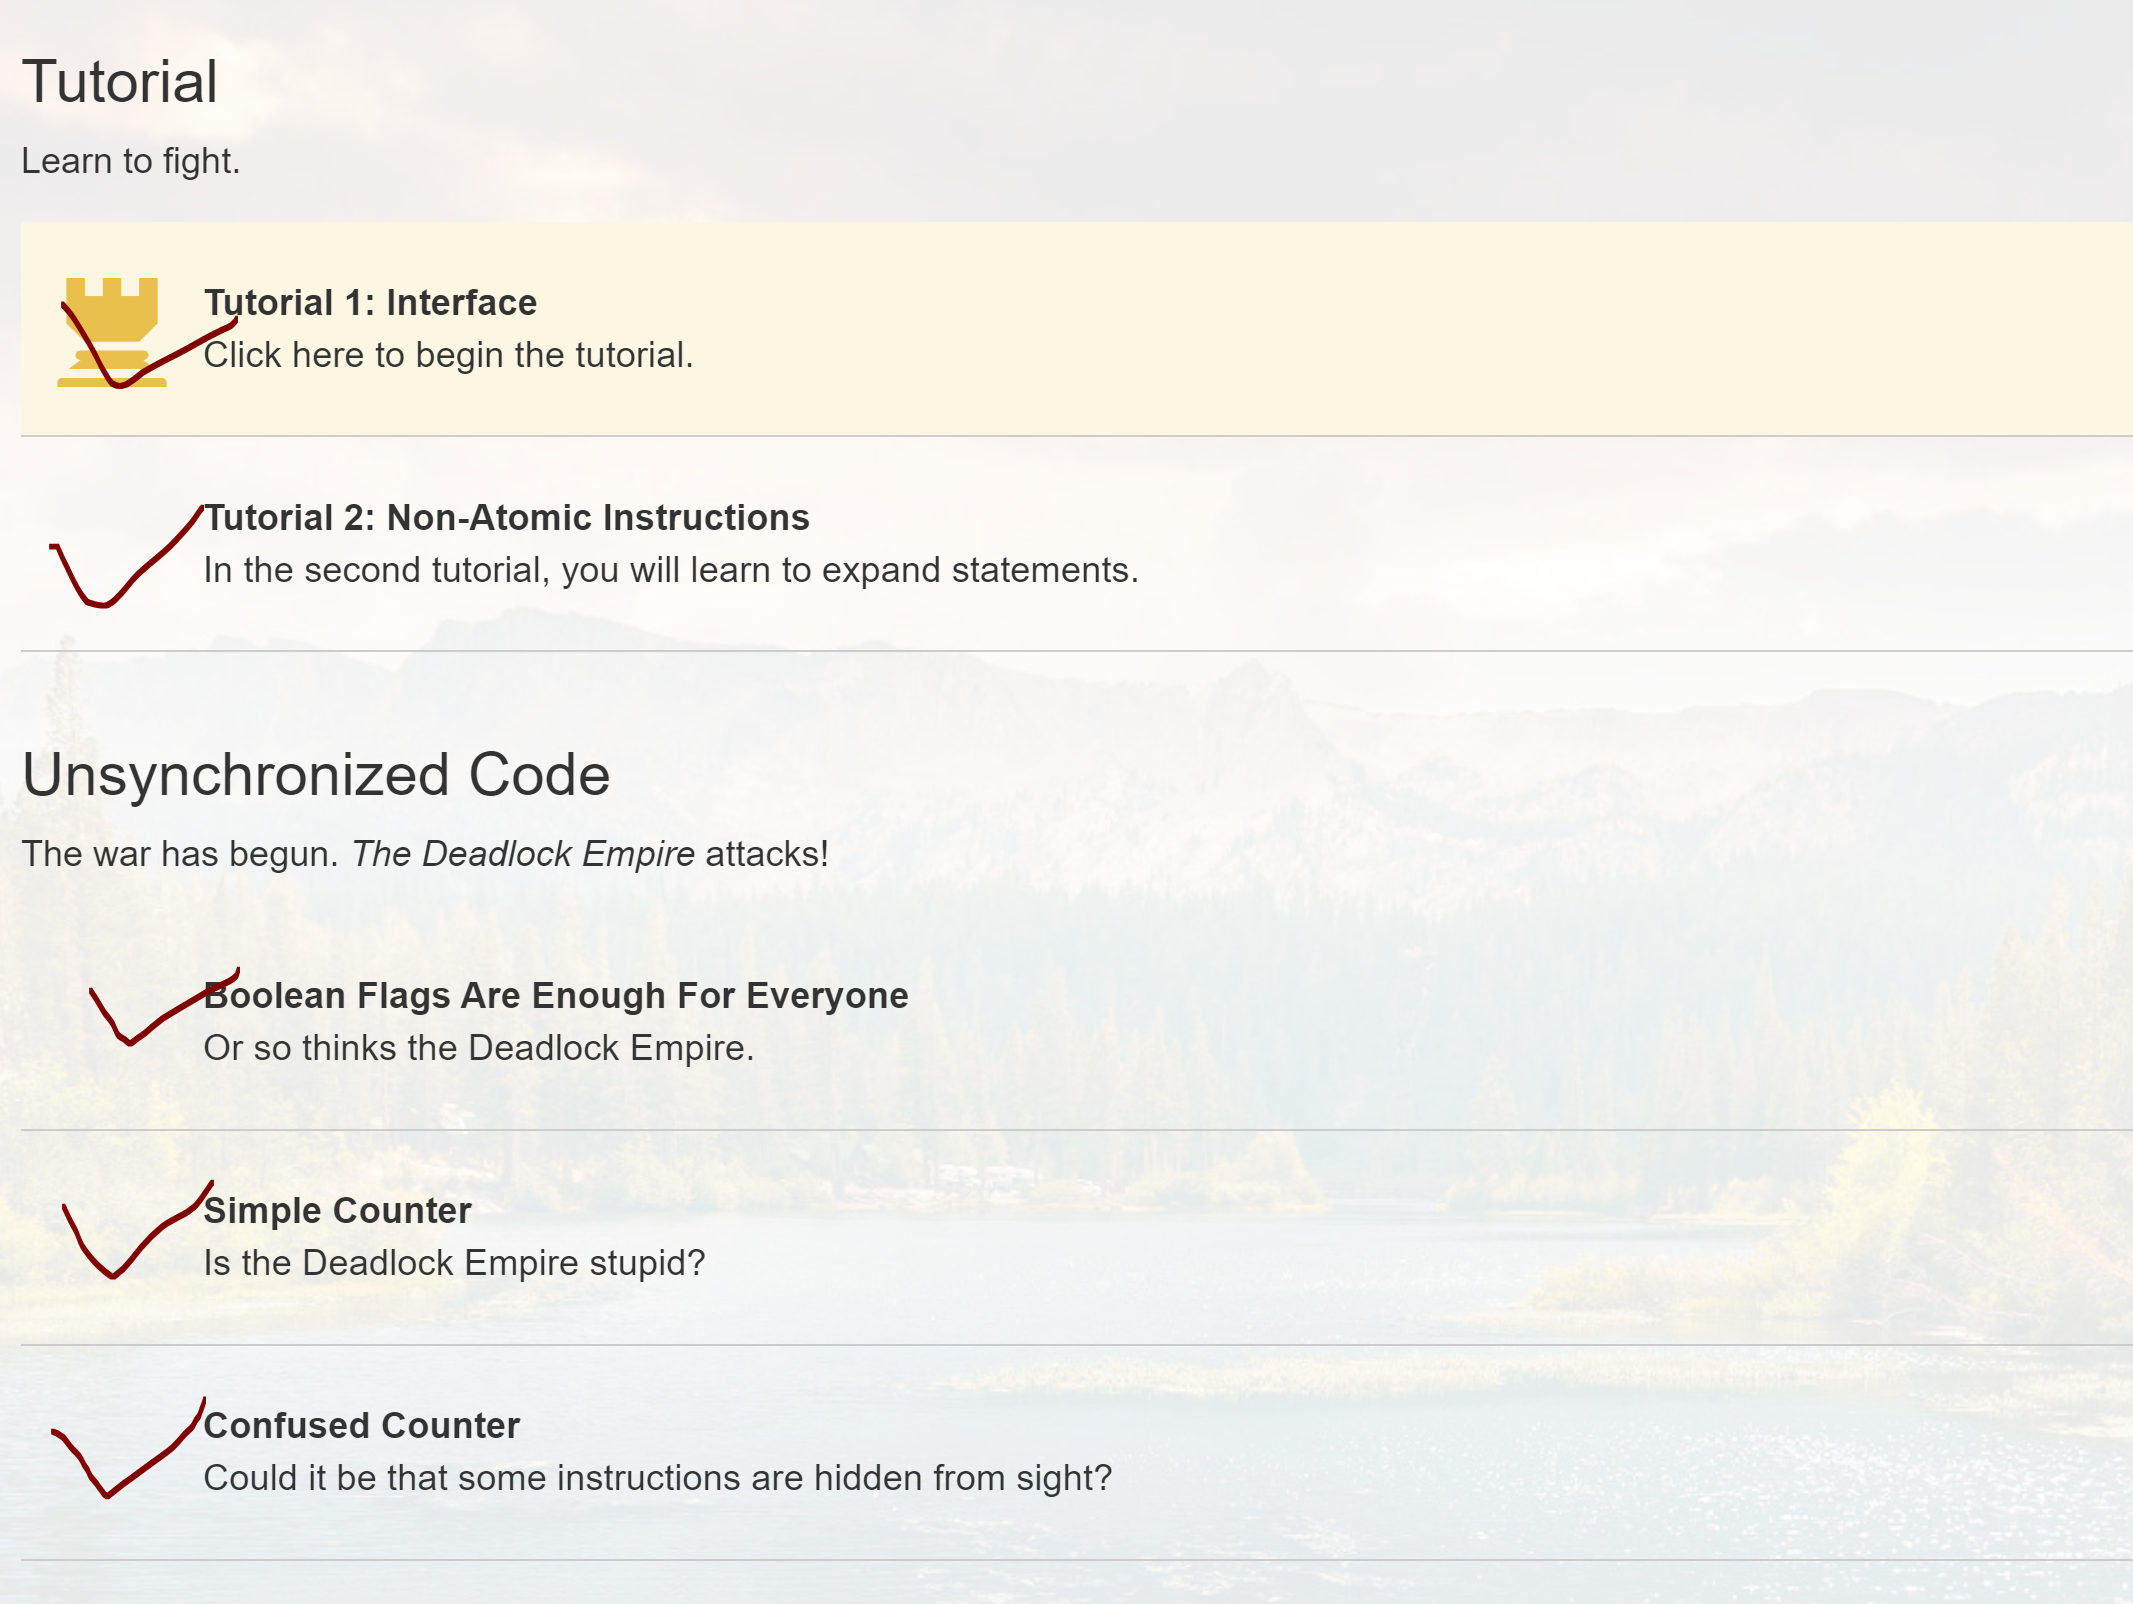 Tutorial
Learn to fight.
Tutorial 1: Interface
Click here to begin the tutorial.
Tutorial 2: Non-Atomic Instructions
In the second tutorial, you will learn to expand statements.
Unsynchronized Code
The war has begun. The Deadlock Empire attacks!
Boolean Flags Are Enough For Everyone
Or so thinks the Deadlock Empire.
Simple Counter
Is the Deadlock Empire stupid?
Confused Counter
Could it be that some instructions are hidden from sight?